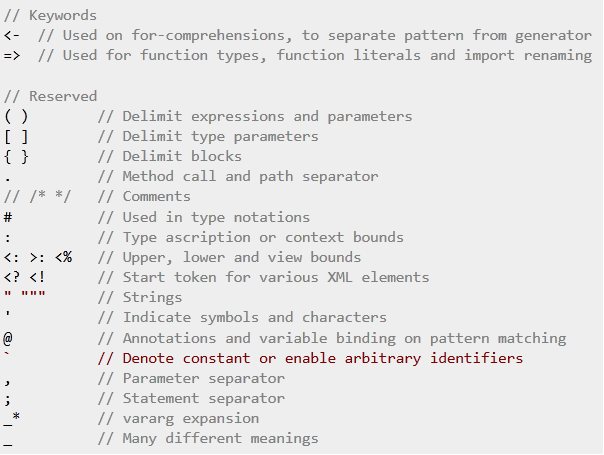 // Keywords
<-  // Used on for-comprehensions, to separate pattern from generator
=>  // Used for function types, function literals and import renaming

// Reserved
( )        // Delimit expressions and parameters
[ ]        // Delimit type parameters
{ }        // Delimit blocks
.          // Method call and path separator
// /* */   // Comments
#          // Used in type notations
:          // Type ascription or context bounds
<: >: <%   // Upper, lower and view bounds
<? <!      // Start token for various XML elements
" """      // Strings
'          // Indicate symbols and characters
@          // Annotations and variable binding on pattern matching
`          // Denote constant or enable arbitrary identifiers
,          // Parameter separator
;          // Statement separator
_*         // vararg expansion
_          // Many different meanings